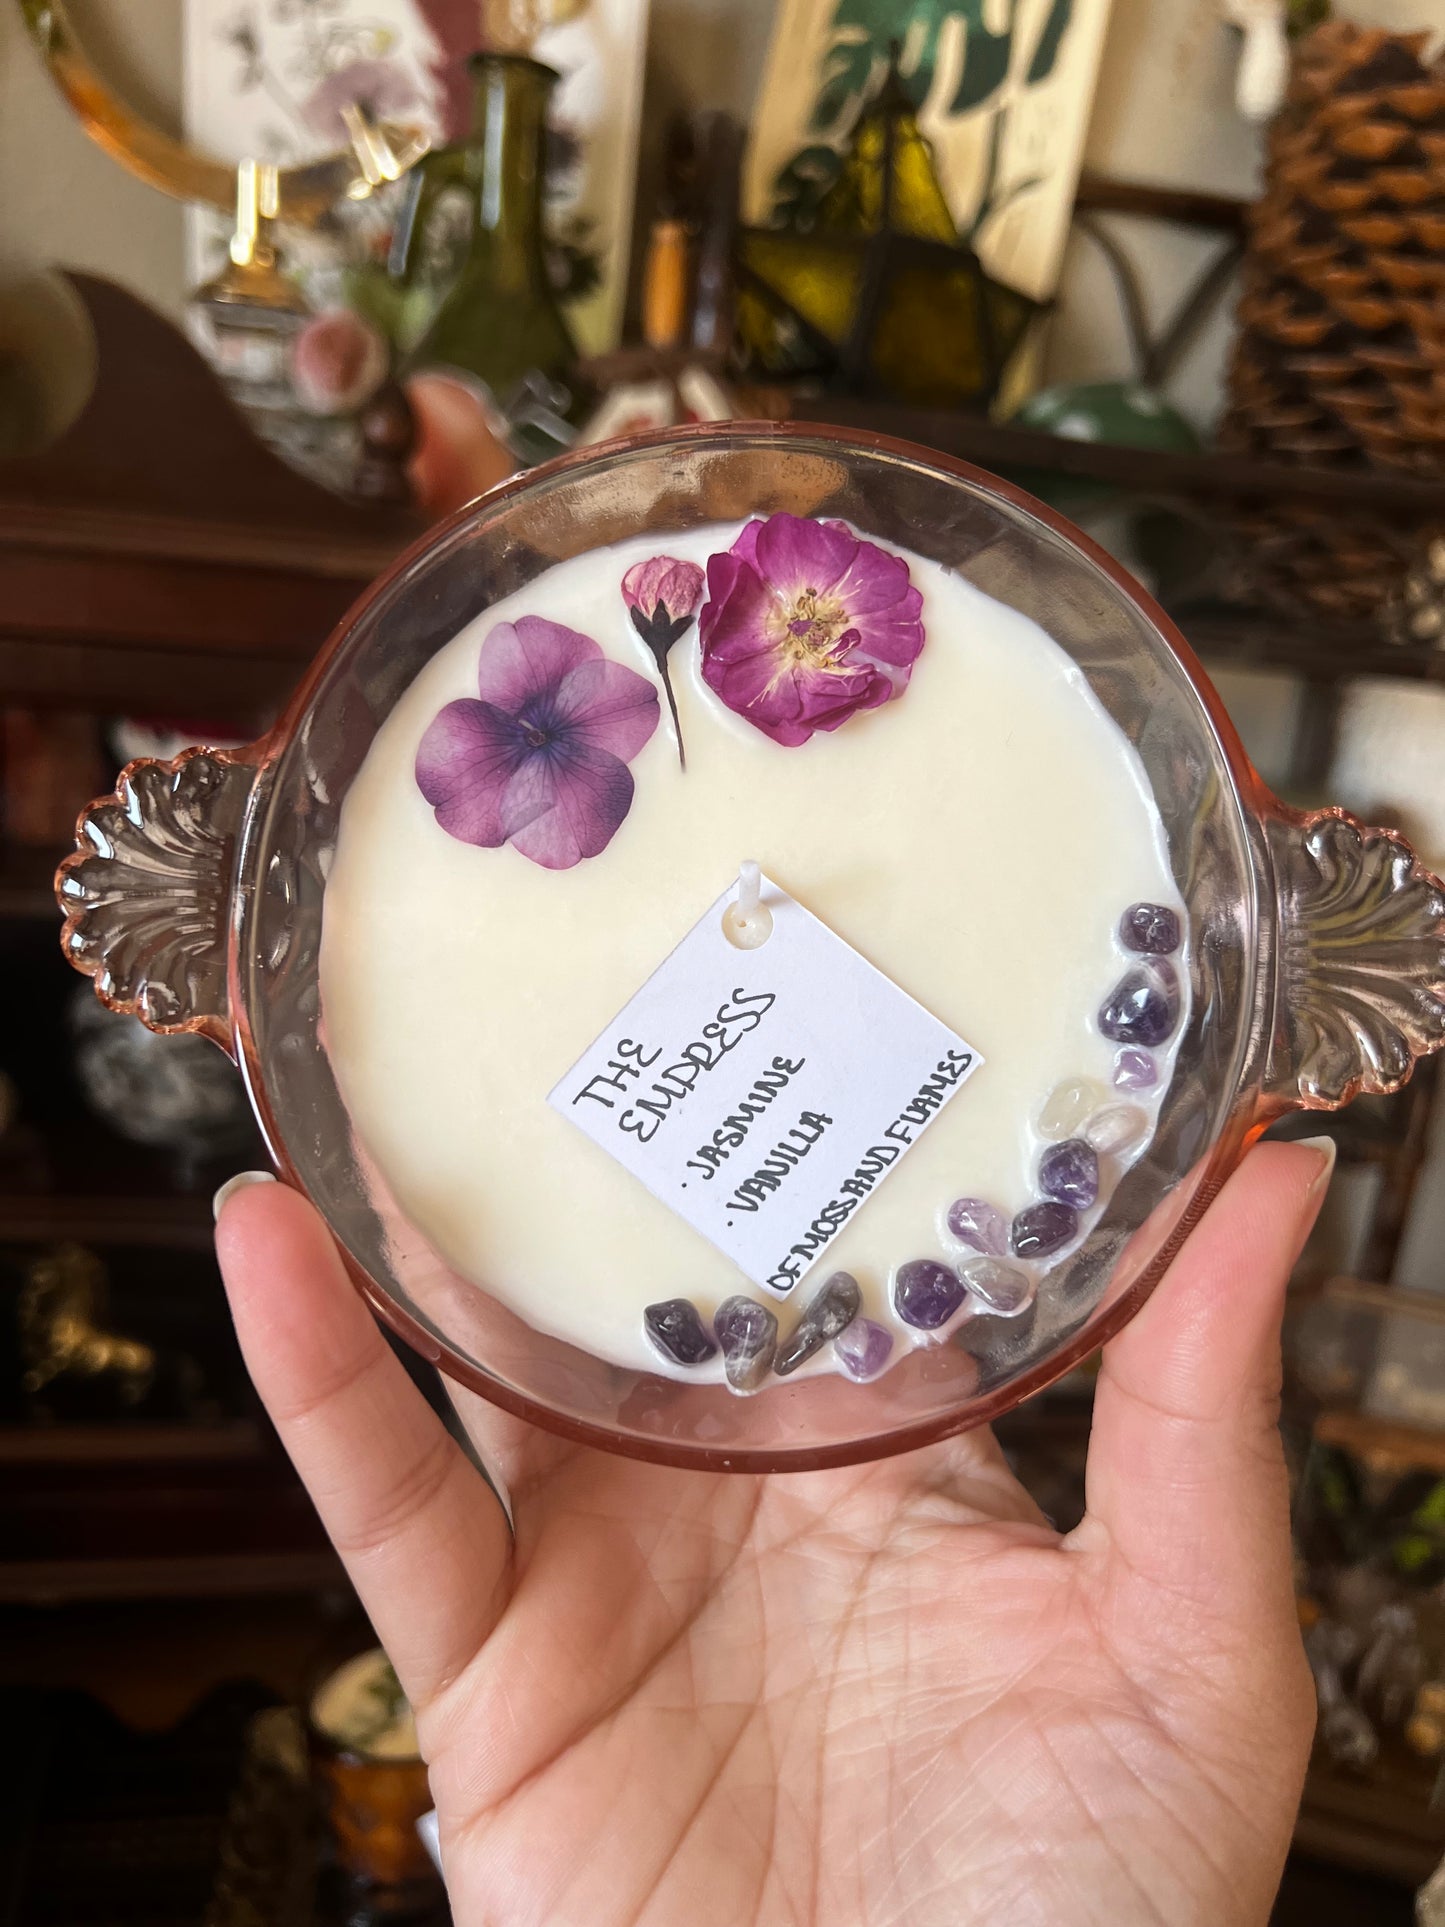 THE
EMPRESS
· JASMINE
· VANILLA
OF MOSS AND FLAMES